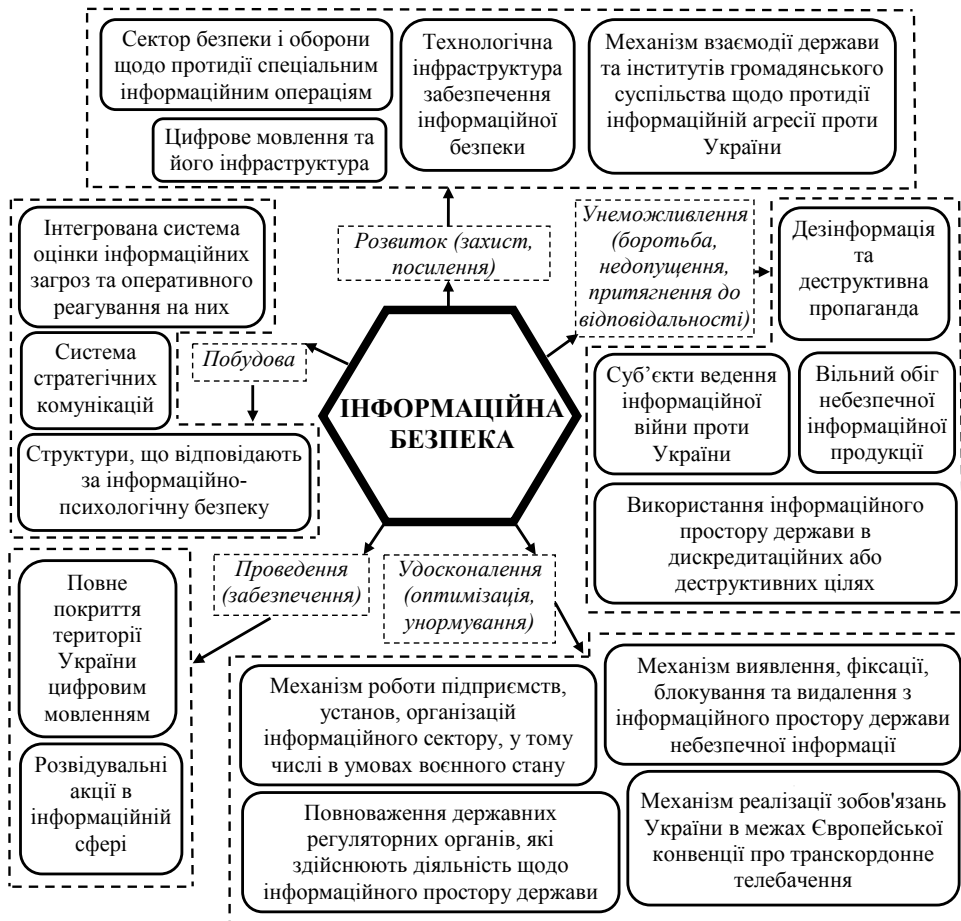 Сектор безпеки і оборони
щодо протидії спеціальним
інформаційним операціям
Цифрове мовлення та
його інфраструктура
Технологічна
інфраструктура
забезпечення
інформаційної
безпеки
Механізм взаємодії держави
та інститутів громадянського
суспільства щодо протидії
інформаційній агресії проти
України
Розвиток (захист,
посилення)
Унеможливлення
(боротьба,
недопущення,
притягнення до
відповідальності)
Дезінформація
та
деструктивна
пропаганда
Інтегрована система
оцінки інформаційних
загроз та оперативного
реагування на них
Система
стратегічних
комунікацій
Побудова
Структури, що відповідають
за інформаційно-
психологічну безпеку
ІНФОРМАЦІЙНА
БЕЗПЕКА
Суб’єкти ведення
інформаційної
війни проти
України
Вільний обіг
небезпечної
інформаційної
продукції
Використання інформаційного
простору держави в
дискредитаційних або
деструктивних цілях
Проведення
(забезпечення)
Удосконалення
(оптимізація,
унормування)
Повне
покриття
території
України
цифровим
мовленням
Розвідувальні
акції в
інформаційній
сфері
Механізм роботи підприємств,
установ, організацій
інформаційного сектору, у тому
числі в умовах воєнного стану
Механізм виявлення, фіксації,
блокування та видалення з
інформаційного простору держави
небезпечної інформації
Повноваження державних
регуляторних органів, які
здійснюють діяльність щодо
інформаційного простору держави
Механізм реалізації зобов'язань
України в межах Європейської
конвенції про транскордонне
телебачення